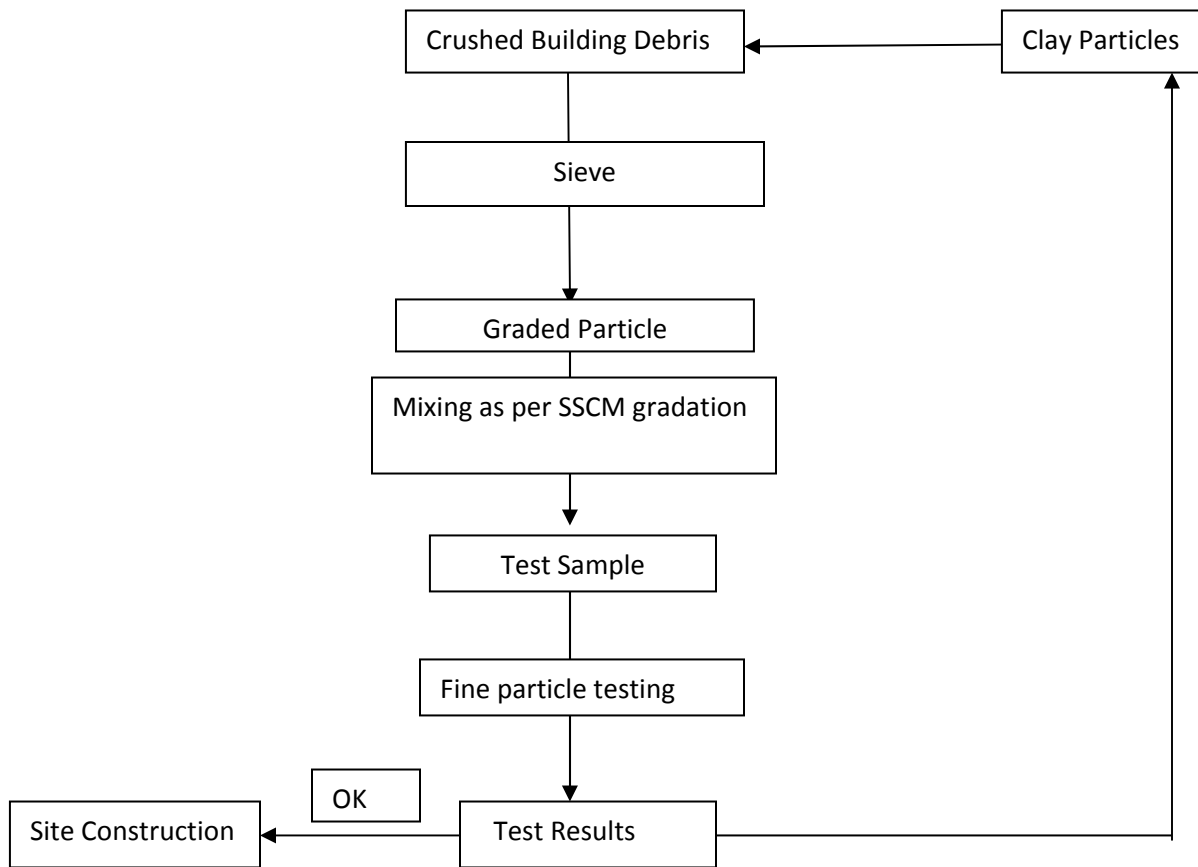 Crushed Building Debris
Clay Particles
Sieve
Graded Particle
Mixing as per SSCM gradation
Test Sample
Fine particle testing
OK
Site Construction
Test Results